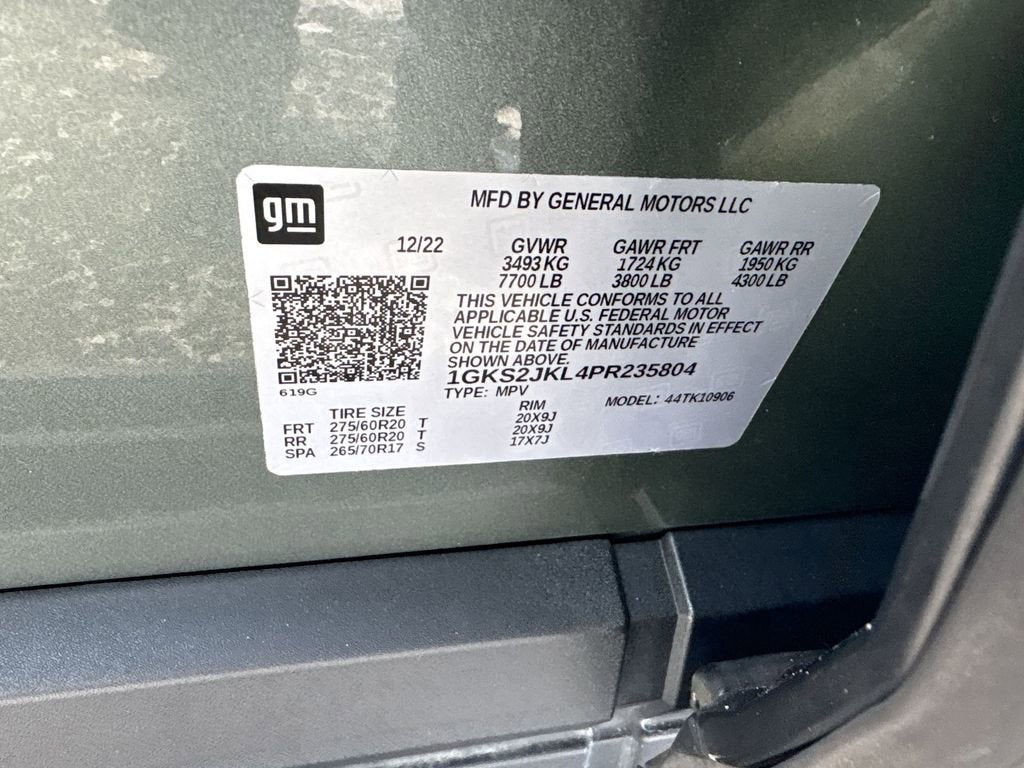 gm
MFD BY GENERAL MOTORS LLC
12/22 GVWR GAWR FRT GAWR RR
3493 KG 1724 KG 1950 KG
7700 LB 3800 LB 4300 LB
THIS VEHICLE CONFORMS TO ALL
APPLICABLE U.S. FEDERAL MOTOR
VEHICLE SAFETY STANDARDS IN EFFECT
ON THE DATE OF MANUFACTURE
SHOWN ABOVE.
1GKS2JKL4PR235804
619G
TYPE: MPV MODEL: 44TK10906
TIRE SIZE RIM
FRT 275/60R20 T 20X9J
RR 275/60R20 T 20X9J
SPA 265/70R17 S 17X7J